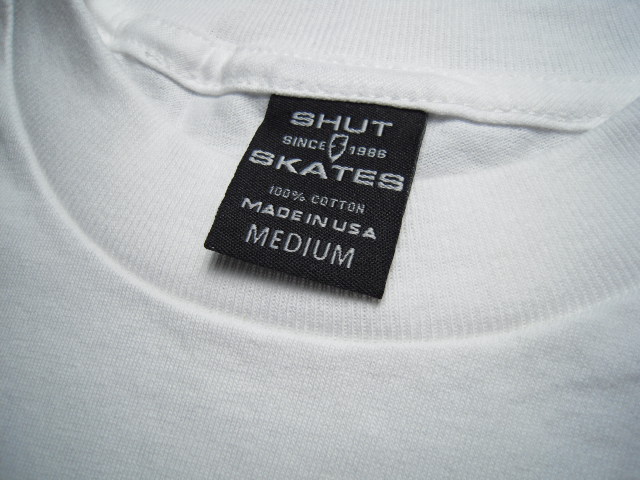 SHUT
SINCE 1986
SKATES
100% COTTON
MADE IN USA
MEDIUM